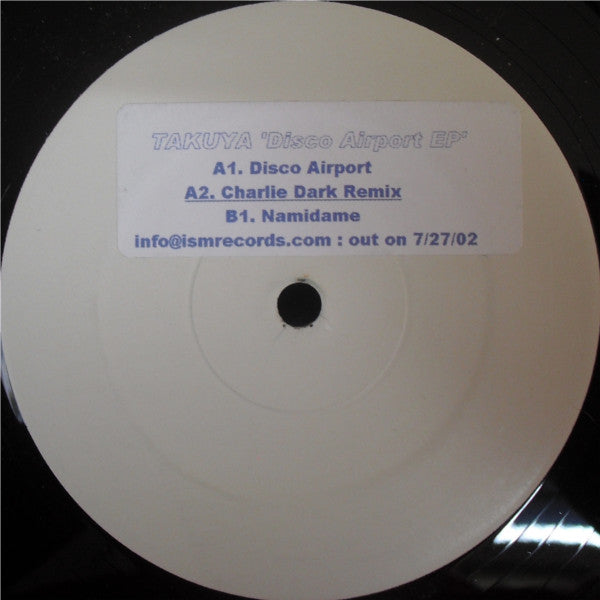 TAKUYA 'Disco Airport EP'
A1. Disco Airport
A2. Charlie Dark Remix
B1. Namidame
info@ismrecords.com : out on 7/27/02